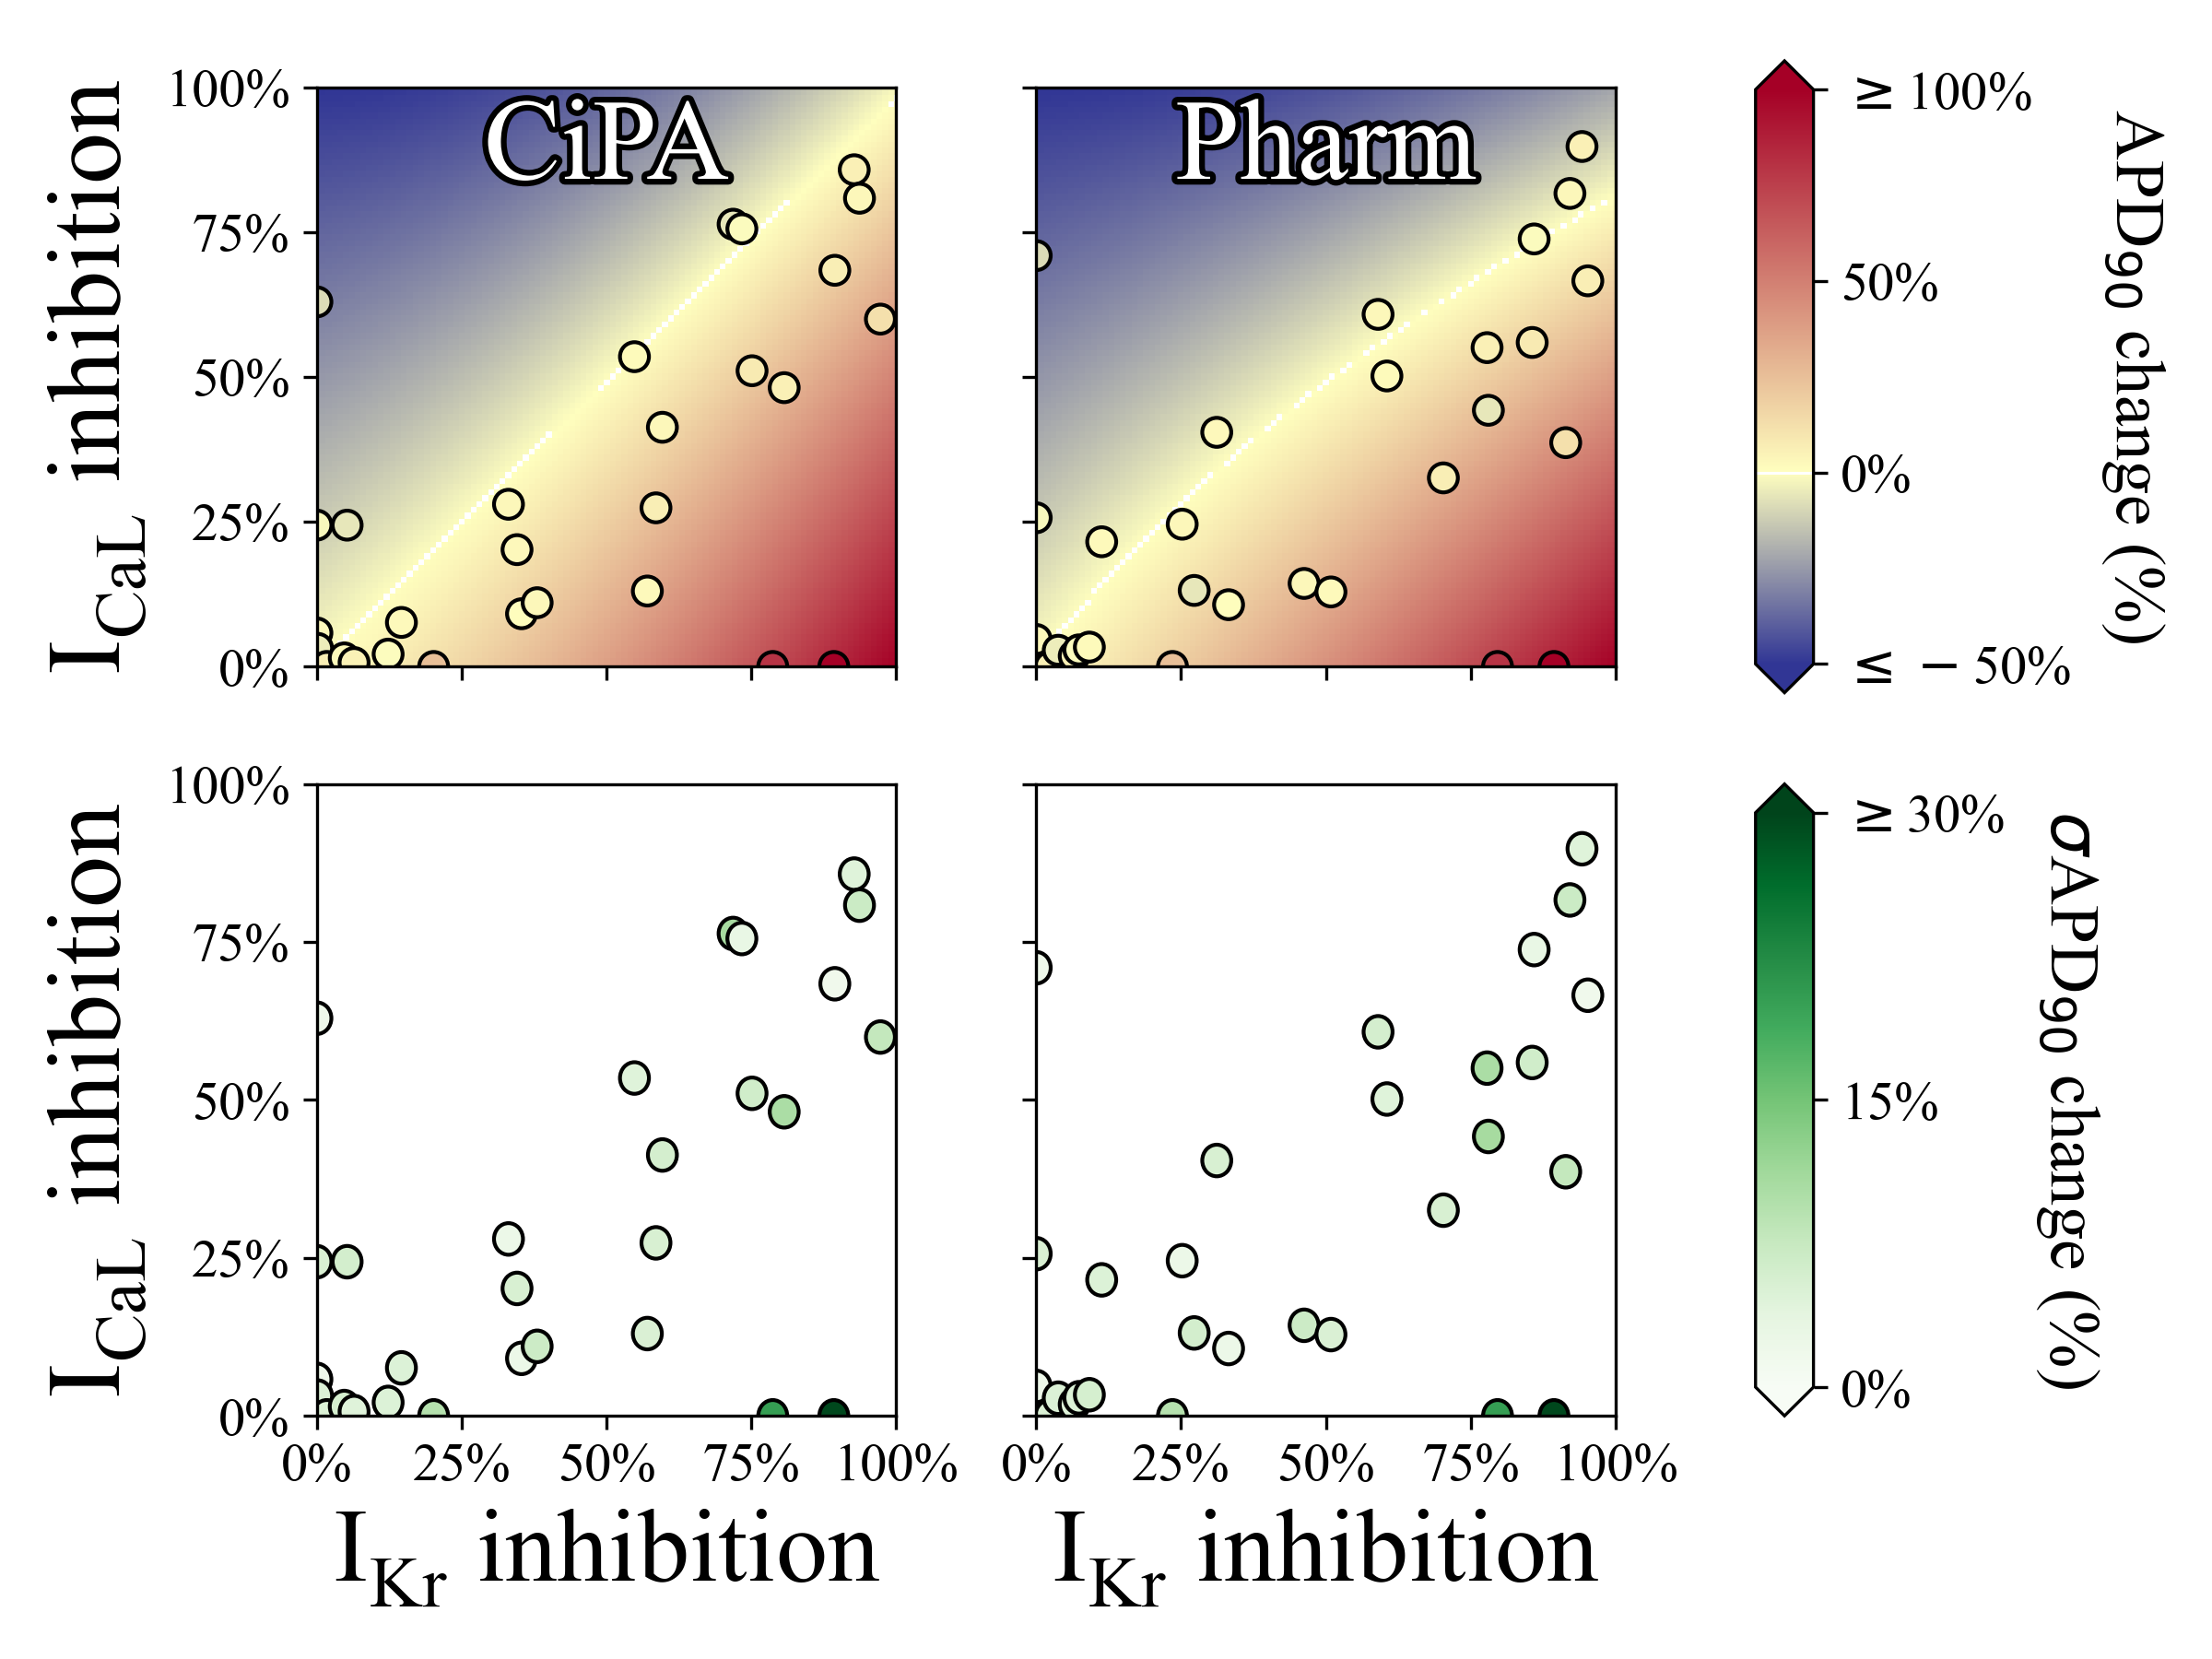 CiPA
Pharm
I_CaL inhibition
100%
75%
50%
25%
0%
≥ 100%
50%
0%
≤ − 50%
APD90 change (%)
I_CaL inhibition
100%
75%
50%
25%
0%
0% 25% 50% 75% 100%
I_Kr inhibition
0% 25% 50% 75% 100%
I_Kr inhibition
≥ 30%
15%
0%
σAPD90 change (%)